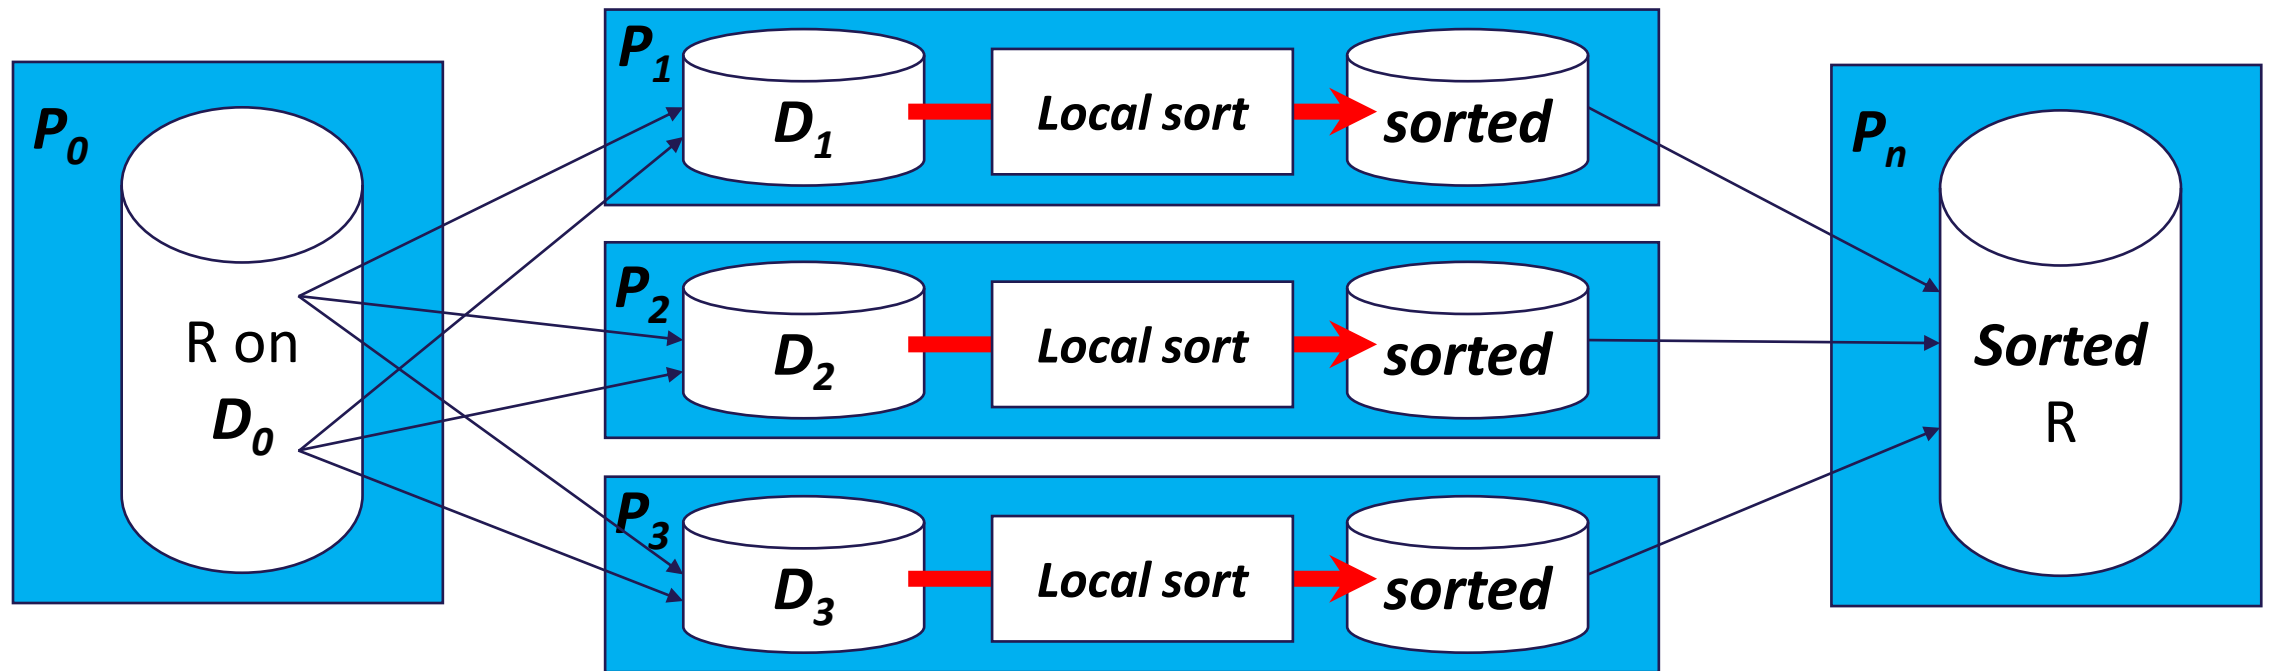 P0
R on
D0
P1
D1
Local sort
sorted
P2
D2
Local sort
sorted
P3
D3
Local sort
sorted
Pn
Sorted
R